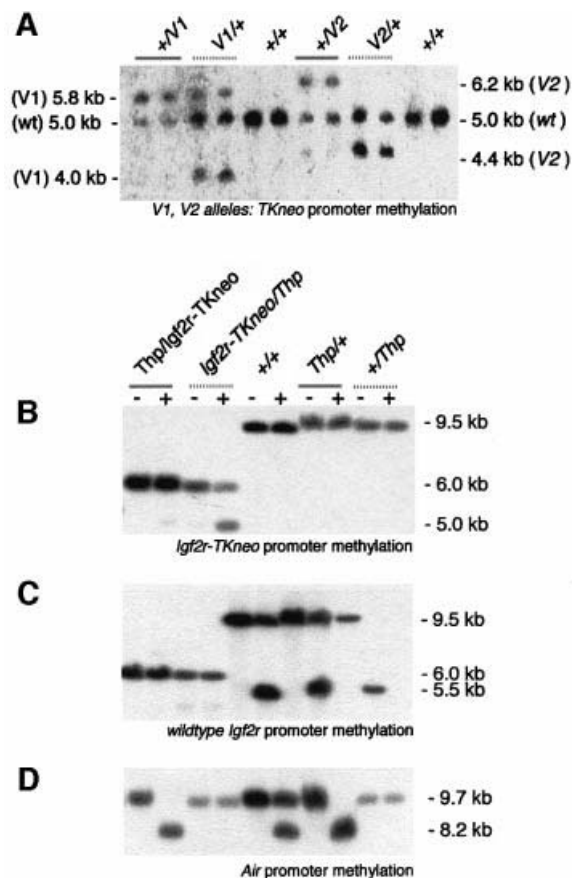 A
+/V1 V1/+ +/+ +/V2 V2/+ +/+
(V1) 5.8 kb - - 6.2 kb (V2)
(wt) 5.0 kb - - 5.0 kb (wt)
- 4.4 kb (V2)
(V1) 4.0 kb -
V1, V2 alleles: TKneo promoter methylation
Thp/Igf2r-TKneo Igf2r-TKneo/Thp +/+ Thp/+ +/Thp
B
- + - + - + - + - +
- 9.5 kb
- 6.0 kb
- 5.0 kb
Igf2r-TKneo promoter methylation
C
- 9.5 kb
- 6.0 kb
- 5.5 kb
wildtype Igf2r promoter methylation
D
- 9.7 kb
- 8.2 kb
Air promoter methylation